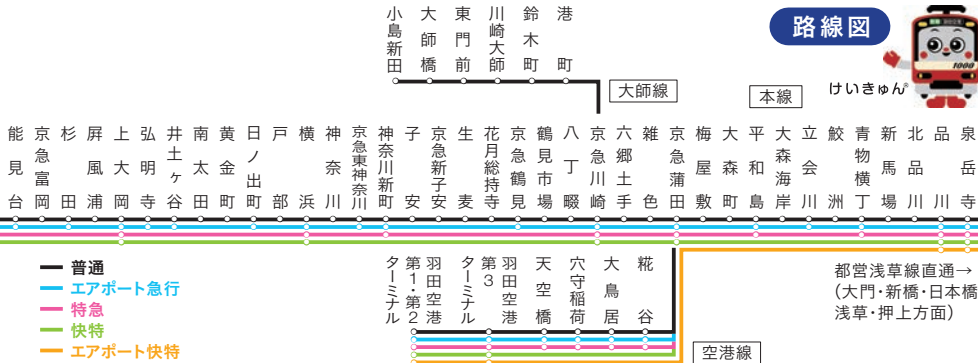 小島新田
大師橋
東門前
川崎大師
鈴木町
港町
路線図
けいきゅん®
1000
大師線
本線
能見台
京急富岡
杉田
屏風浦
上大岡
弘明寺
井土ヶ谷
南太田
黄金町
日ノ出町
戸部
横浜
神奈川
京急東神奈川
神奈川新町
子安
京急新子安
生麦
花月総持寺
京急鶴見
鶴見市場
八丁畷
京急川崎
六郷土手
雑色
京急蒲田
梅屋敷
大森町
平和島
大森海岸
立会川
鮫洲
青物横丁
新馬場
北品川
品川
泉岳寺
普通
エアポート急行
特急
快特
エアポート快特
羽田空港
第1・第2
ターミナル
羽田空港
第3
ターミナル
天空橋
穴守稲荷
大鳥居
糀谷
空港線
都営浅草線直通→
(大門・新橋・日本橋
浅草・押上方面)